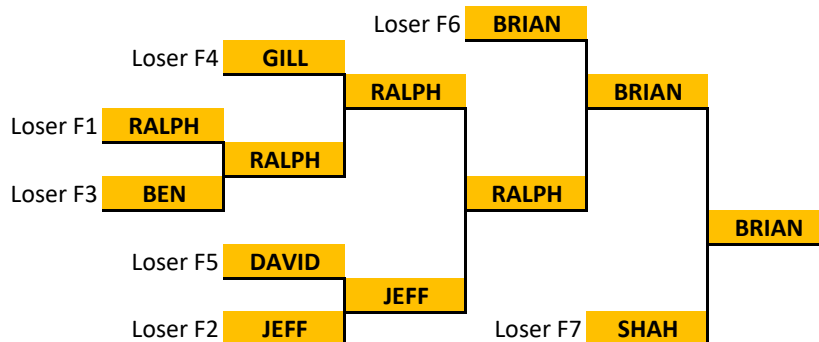 Loser F6 BRIAN
Loser F4 GILL
RALPH BRIAN
Loser F1 RALPH
RALPH
Loser F3 BEN RALPH
BRIAN
Loser F5 DAVID
JEFF
Loser F2 JEFF Loser F7 SHAH